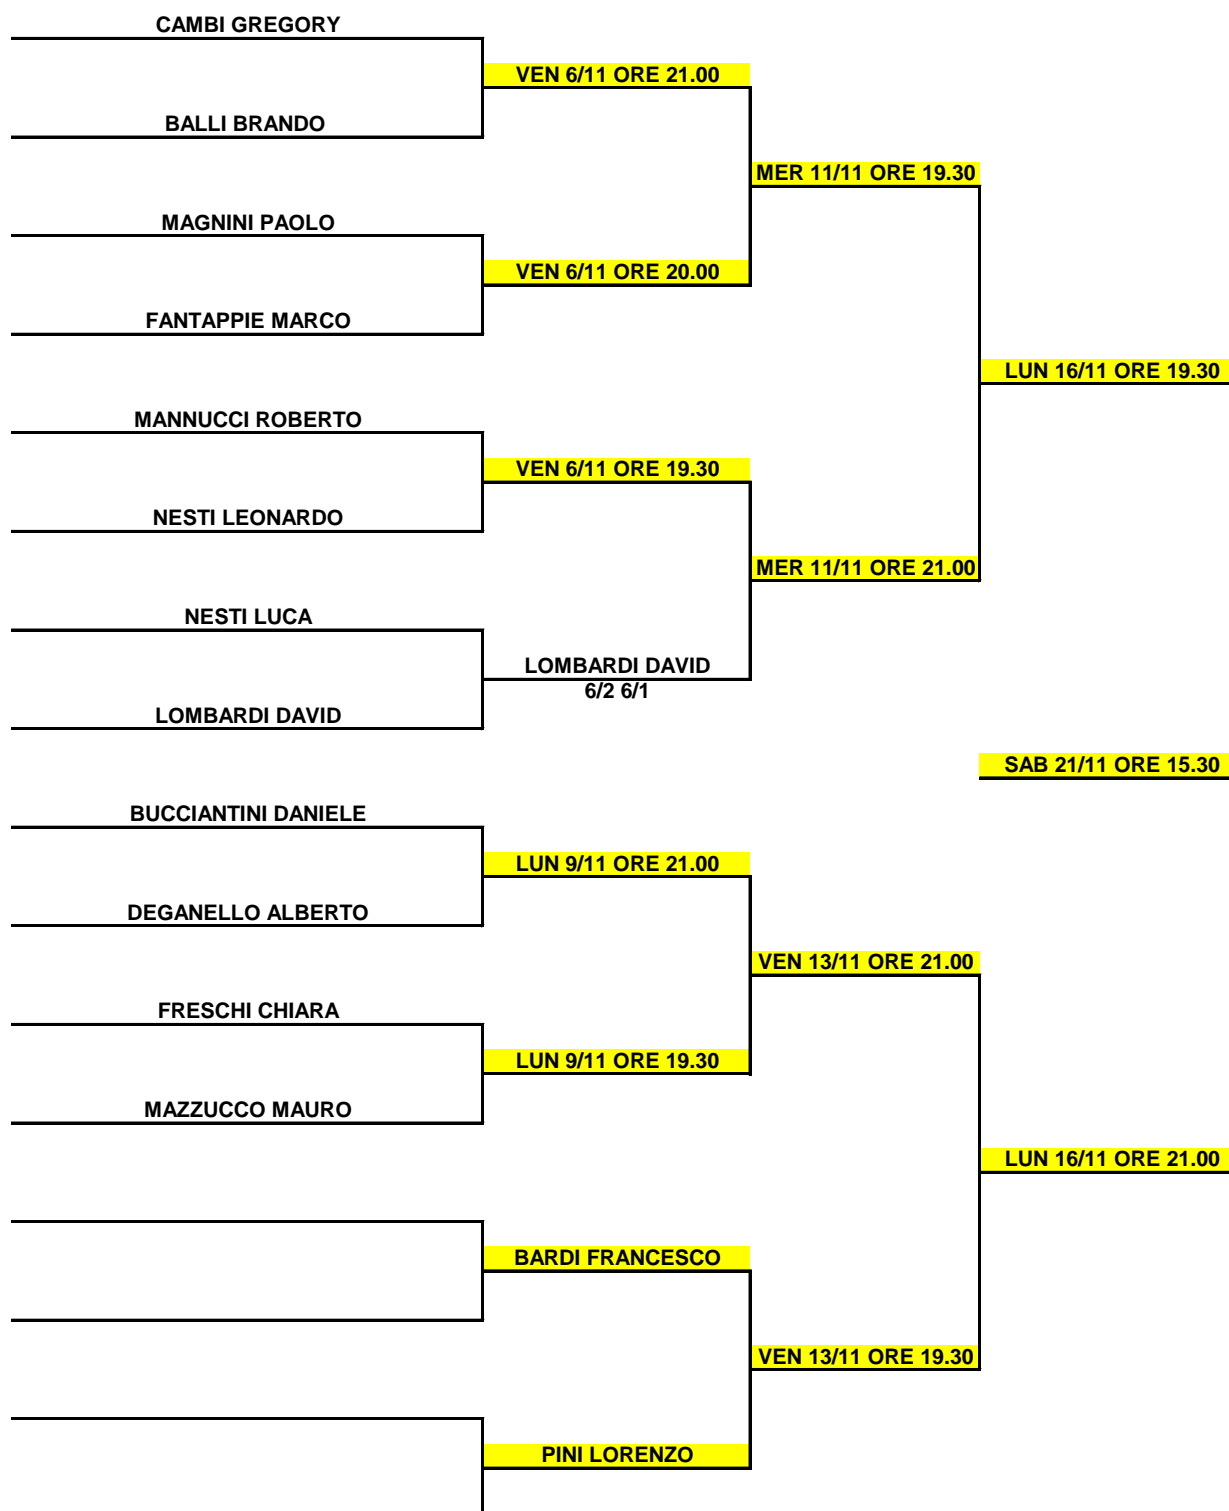 CAMBI GREGORY
VEN 6/11 ORE 21.00
BALLI BRANDO
MER 11/11 ORE 19.30
MAGNINI PAOLO
VEN 6/11 ORE 20.00
FANTAPPIE MARCO
LUN 16/11 ORE 19.30
MANNUCCI ROBERTO
VEN 6/11 ORE 19.30
NESTI LEONARDO
MER 11/11 ORE 21.00
NESTI LUCA
LOMBARDI DAVID
6/2 6/1
LOMBARDI DAVID
SAB 21/11 ORE 15.30
BUCCIANTINI DANIELE
LUN 9/11 ORE 21.00
DEGANELLO ALBERTO
VEN 13/11 ORE 21.00
FRESCHI CHIARA
LUN 9/11 ORE 19.30
MAZZUCCO MAURO
LUN 16/11 ORE 21.00
BARDI FRANCESCO
VEN 13/11 ORE 19.30
PINI LORENZO